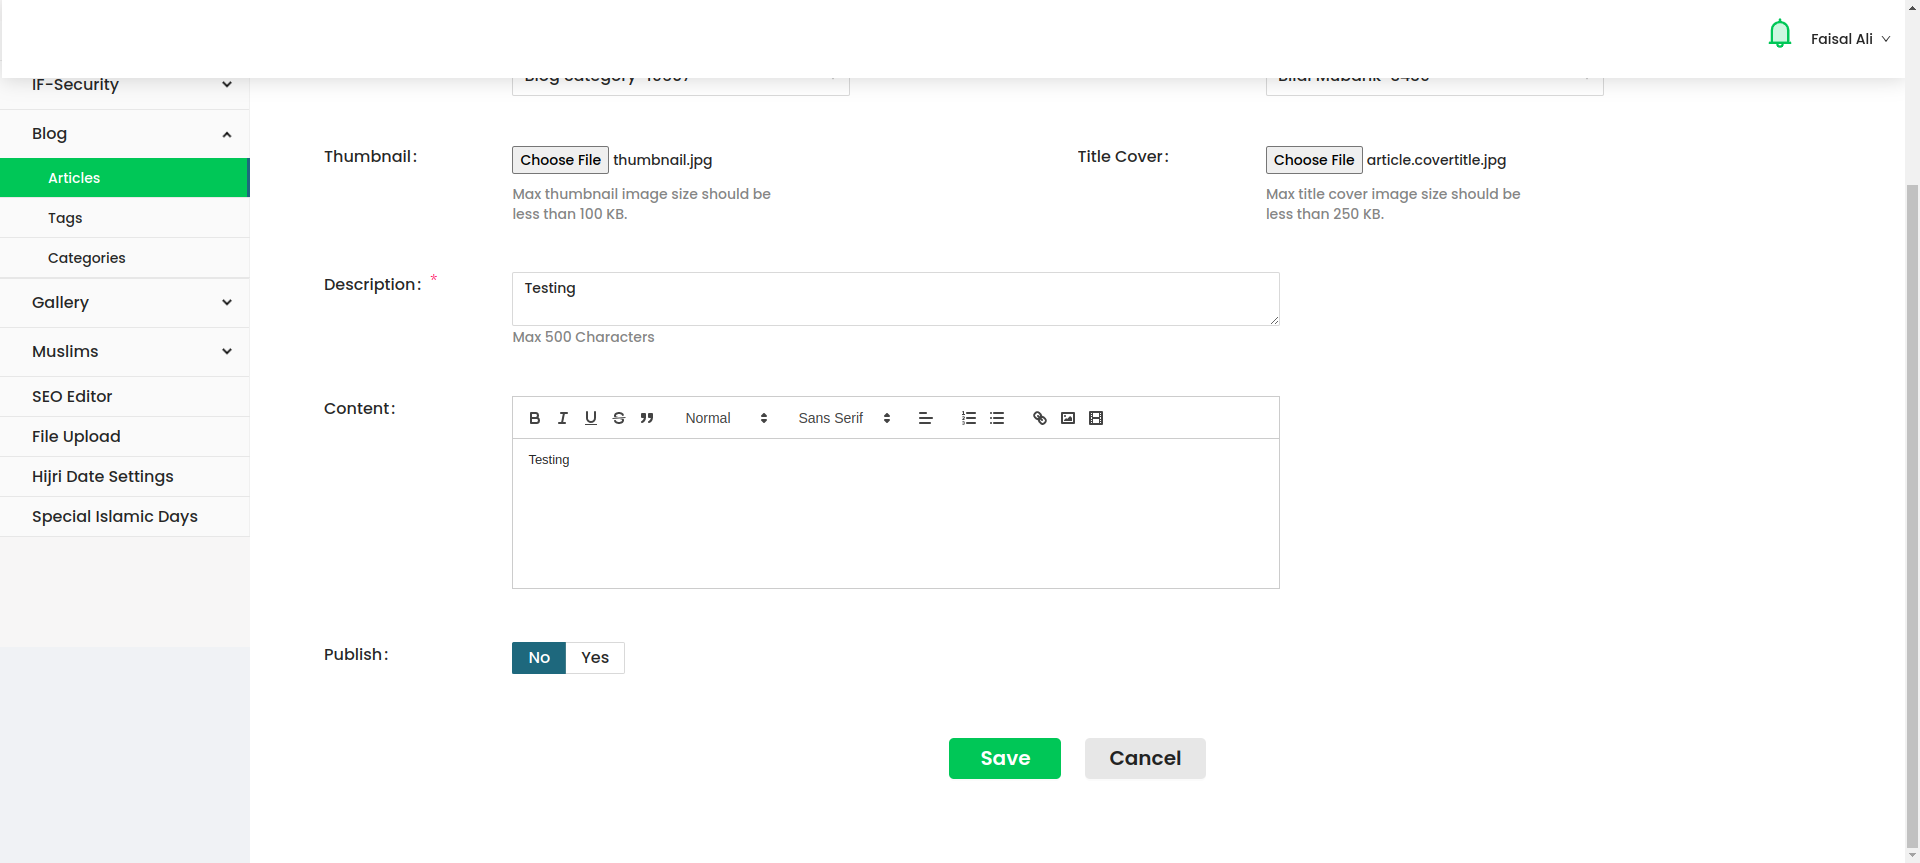 Faisal Ali
IF-Security
Blog
Articles
Tags
Categories
Gallery
Muslims
SEO Editor
File Upload
Hijri Date Settings
Special Islamic Days
Thumbnail:
Choose File thumbnail.jpg
Max thumbnail image size should be
less than 100 KB.
Title Cover:
Choose File article.covertitle.jpg
Max title cover image size should be
less than 250 KB.
Description: *
Testing
Max 500 Characters
Content:
Normal
Sans Serif
Testing
Publish:
No
Yes
Save
Cancel